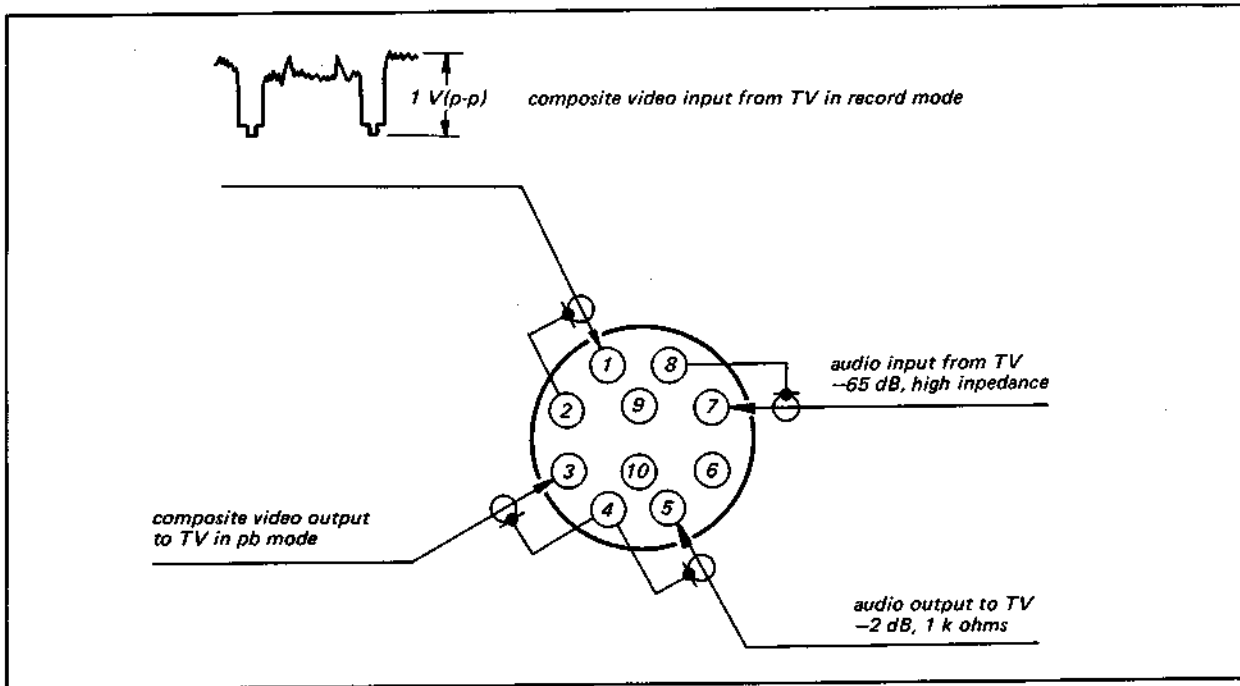 1 V(p-p) composite video input from TV in record mode
1
8
2
9
7
audio input from TV
—65 dB, high inpedance
3
10
6
4
5
composite video output
to TV in pb mode
audio output to TV
—2 dB, 1 k ohms